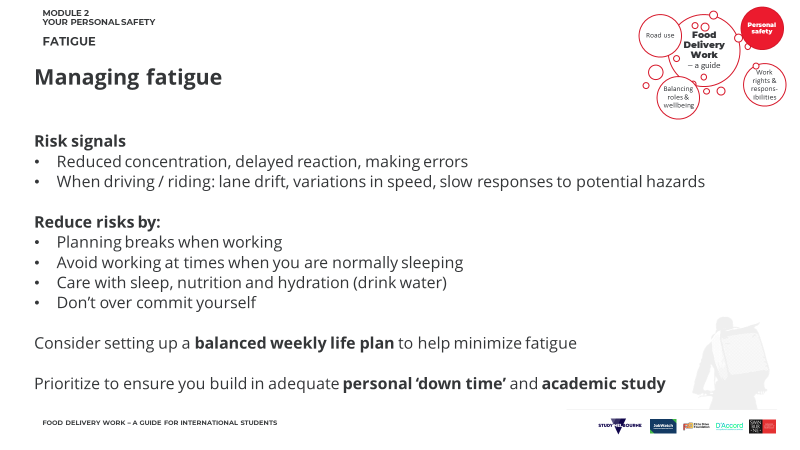 MODULE 2
YOUR PERSONAL SAFETY
FATIGUE
Managing fatigue
Road use
Food
Delivery
Work
– a guide
Personal
safety
Work
rights &
respons-
ibilities
Balancing
roles &
wellbeing
Risk signals
• Reduced concentration, delayed reaction, making errors
• When driving / riding: lane drift, variations in speed, slow responses to potential hazards
Reduce risks by:
• Planning breaks when working
• Avoid working at times when you are normally sleeping
• Care with sleep, nutrition and hydration (drink water)
• Don’t over commit yourself
Consider setting up a balanced weekly life plan to help minimize fatigue
Prioritize to ensure you build in adequate personal ‘down time’ and academic study
FOOD DELIVERY WORK – A GUIDE FOR INTERNATIONAL STUDENTS
STUDY MELBOURNE
JobWatch
D'Accord